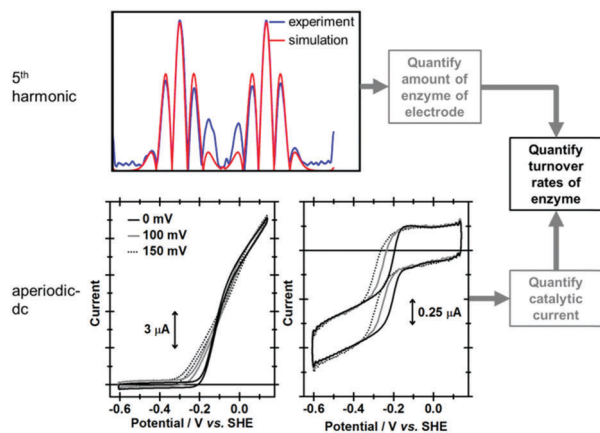 5th
harmonic
experiment
simulation
Quantify
amount of
enzyme of
electrode
Quantify
turnover
rates of
enzyme
aperiodic-
dc
Current
0 mV
100 mV
150 mV
3 µA
-0.6 -0.4 -0.2 0.0
Potential / V vs. SHE
Current
0.25 µA
-0.6 -0.4 -0.2 0.0
Potential / V vs. SHE
Quantify
catalytic
current